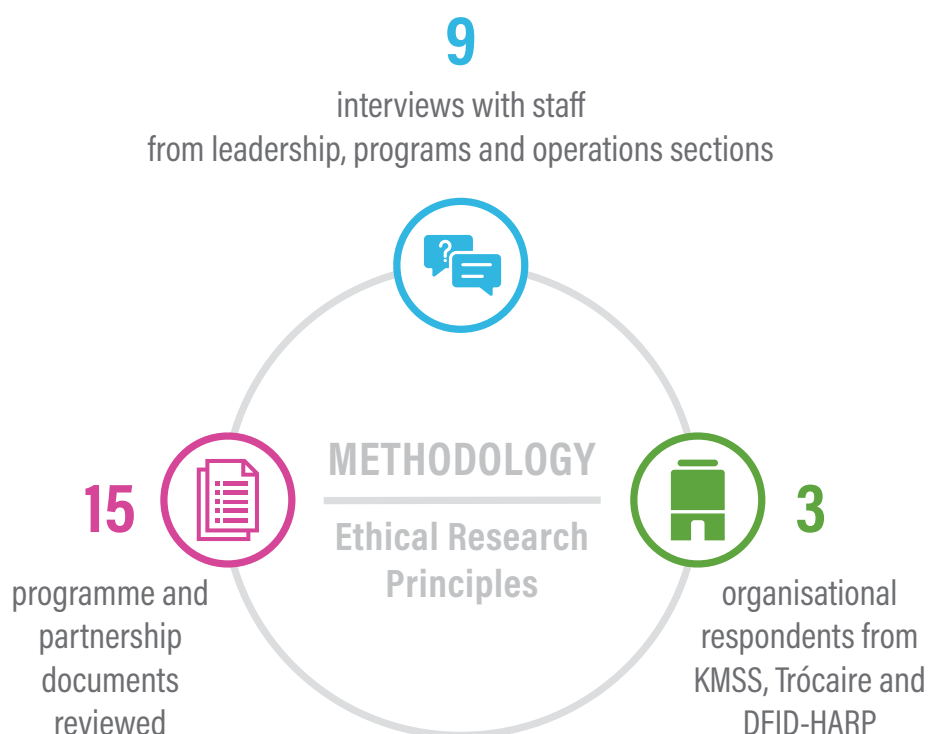 9
interviews with staff
from leadership, programs and operations sections
?
METHODOLOGY
Ethical Research
Principles
15
programme and
partnership
documents
reviewed
3
organisational
respondents from
KMSS, Trócaire and
DFID-HARP